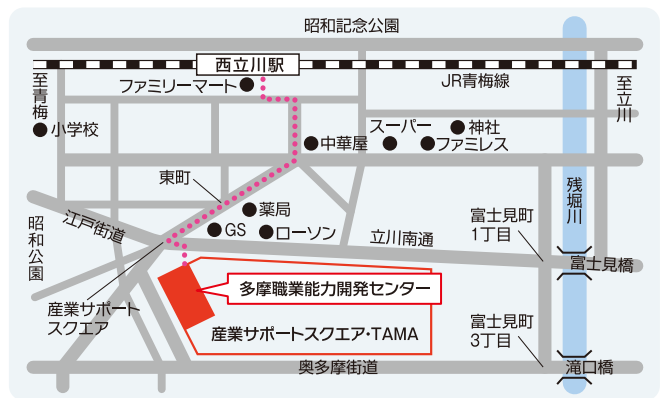 昭和記念公園
西立川駅
JR青梅線
ファミリーマート
至青梅
至立川
小学校
スーパー
神社
中華屋
ファミレス
東町
残堀川
薬局
GS
ローソン
江戸街道
昭和公園
立川南通
富士見町
1丁目
富士見橋
多摩職業能力開発センター
産業サポート
スクエア
産業サポートスクエア・TAMA
富士見町
3丁目
奥多摩街道
滝口橋